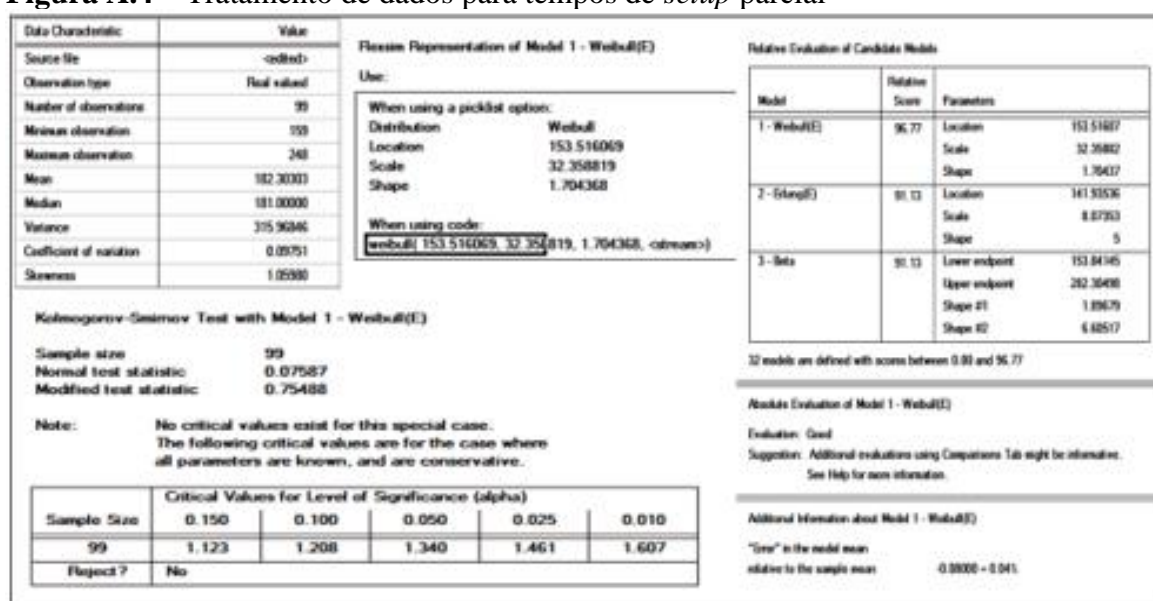 Figura A.4 – Tratamento de dados para tempos de setup parcial
Data Characteristic Value
Source file <edited>
Observation type Real valued
Number of observations 99
Minimum observation 159
Maximum observation 248
Mean 182.30303
Median 181.00000
Variance 315.96846
Coefficient of variation 0.09751
Skewness 1.05980
Flexsim Representation of Model 1 - Weibull(E)
Use:
When using a picklist option:
Distribution Weibull
Location 153.516069
Scale 32.358819
Shape 1.704368
When using code:
weibull( 153.516069, 32.358819, 1.704368, <stream>)
Relative Evaluation of Candidate Models
Model Relative Score Parameters
1 - Weibull(E) 96.77 Location 153.51607
Scale 32.35882
Shape 1.70437
2 - Erlang(E) 91.13 Location 141.93536
Scale 8.07353
Shape 5
3 - Beta 91.13 Lower endpoint 153.84145
Upper endpoint 282.30498
Shape #1 1.89679
Shape #2 6.60517
32 models are defined with scores between 0.00 and 96.77
Absolute Evaluation of Model 1 - Weibull(E)
Evaluation: Good
Suggestion: Additional evaluations using Comparisons Tab might be informative.
See Help for more information.
Additional Information about Model 1 - Weibull(E)
"Error" in the model mean
relative to the sample mean -0.08000 = 0.04%
Kolmogorov-Smirnov Test with Model 1 - Weibull(E)
Sample size 99
Normal test statistic 0.07587
Modified test statistic 0.75488
Note: No critical values exist for this special case.
The following critical values are for the case where
all parameters are known, and are conservative.
Critical Values for Level of Significance (alpha)
Sample Size 0.150 0.100 0.050 0.025 0.010
99 1.123 1.208 1.340 1.461 1.607
Reject? No